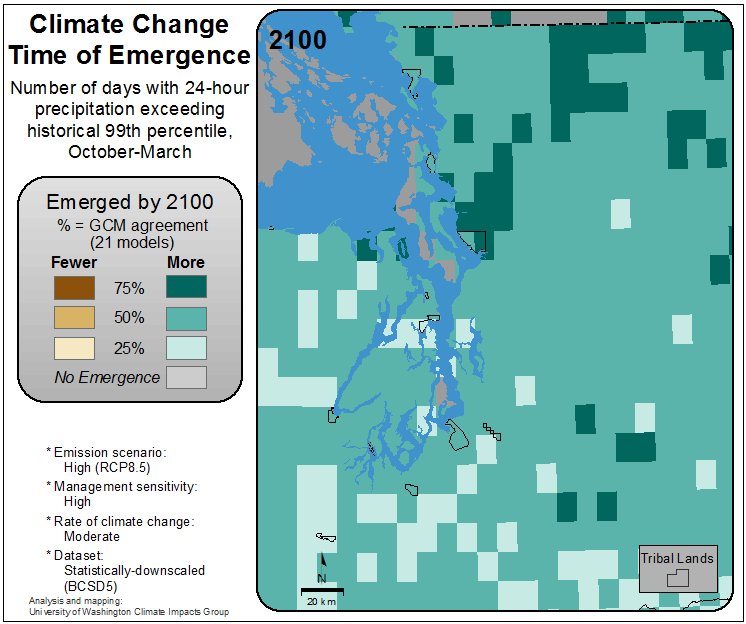 Climate Change
Time of Emergence
Number of days with 24-hour
precipitation exceeding
historical 99th percentile,
October-March
Emerged by 2100
% = GCM agreement
(21 models)
Fewer More
75%
50%
25%
No Emergence
* Emission scenario:
High (RCP8.5)
* Management sensitivity:
High
* Rate of climate change:
Moderate
* Dataset:
Statistically-downscaled
(BCSD5)
Analysis and mapping:
University of Washington Climate Impacts Group
2100
N
20 km
Tribal Lands